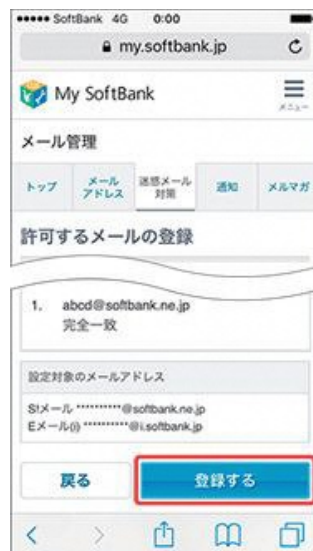 SoftBank 4G 0:00
my.softbank.jp
My SoftBank
メニュー
メール管理
トップ
メール
アドレス
迷惑メール
対策
通知
メルマガ
許可するメールの登録
1. abcd@softbank.ne.jp
完全一致
設定対象のメールアドレス
S!メール **********@softbank.ne.jp
Eメール(i) **********@i.softbank.jp
戻る
登録する